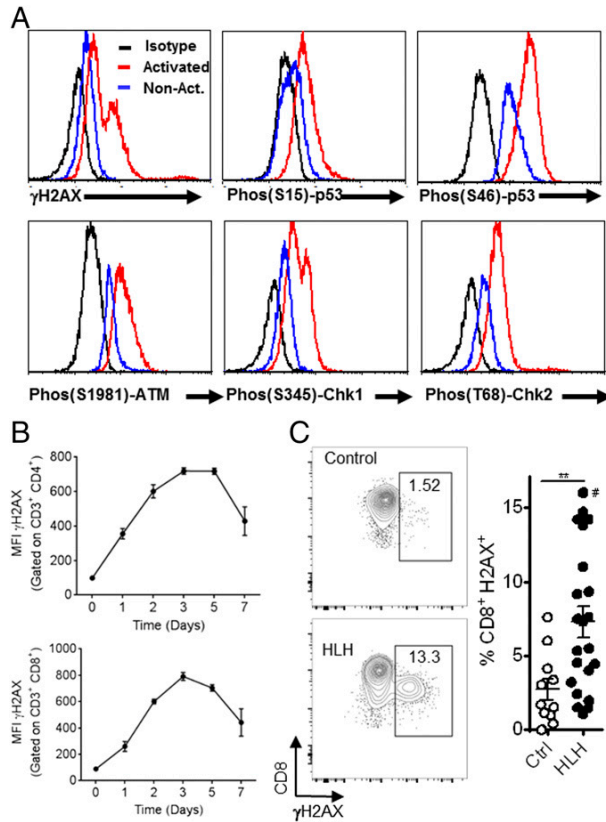 A
Isotype
Activated
Non-Act.
γH2AX
Phos(S15)-p53
Phos(S46)-p53
Phos(S1981)-ATM
Phos(S345)-Chk1
Phos(T68)-Chk2
B
MFI γH2AX
(Gated on CD3+ CD4+)
800
600
400
200
0
0 1 2 3 5 7
Time (Days)
MFI γH2AX
(Gated on CD3+ CD8+)
1000
800
600
400
200
0
0 1 2 3 5 7
Time (Days)
C
Control
1.52
HLH
13.3
CD8
γH2AX
% CD8+ H2AX+
**
#
15
10
5
0
Ctrl
HLH